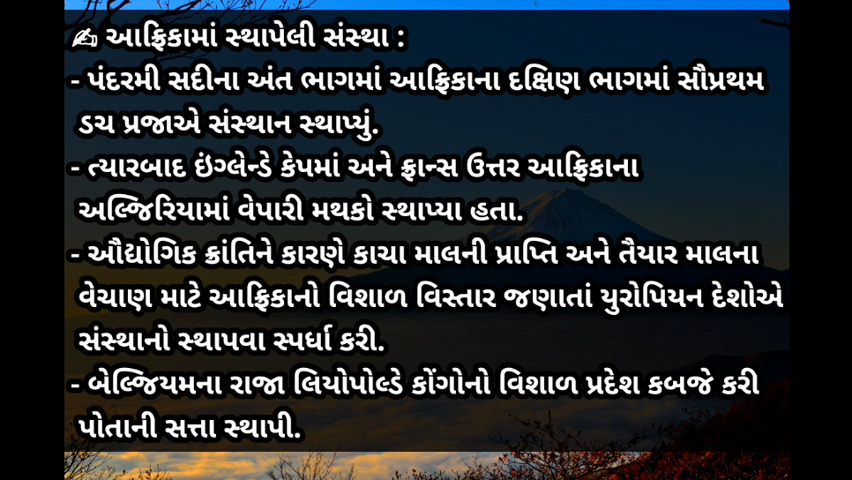 ✍ આફ્રિકામાં સ્થાપેલી સંસ્થા :
- પંદરમી સદીના અંત ભાગમાં આફ્રિકાના દક્ષિણ ભાગમાં સૌપ્રથમ
ડચ પ્રજાએ સંસ્થાન સ્થાપ્યું.
- ત્યારબાદ ઇંગ્લેન્ડે કેપમાં અને ફ્રાન્સ ઉત્તર આફ્રિકાના
અલ્જિરિયામાં વેપારી મથકો સ્થાપ્યા હતા.
- ઔદ્યોગિક ક્રાંતિને કારણે કાચા માલની પ્રાપ્તિ અને તૈયાર માલના
વેચાણ માટે આફ્રિકાનો વિશાળ વિસ્તાર જણાતાં યુરોપિયન દેશોએ
સંસ્થાનો સ્થાપવા સ્પર્ધા કરી.
- બેલ્જિયમના રાજા લિયોપોલ્ડે કોંગોનો વિશાળ પ્રદેશ કબજે કરી
પોતાની સત્તા સ્થાપી.